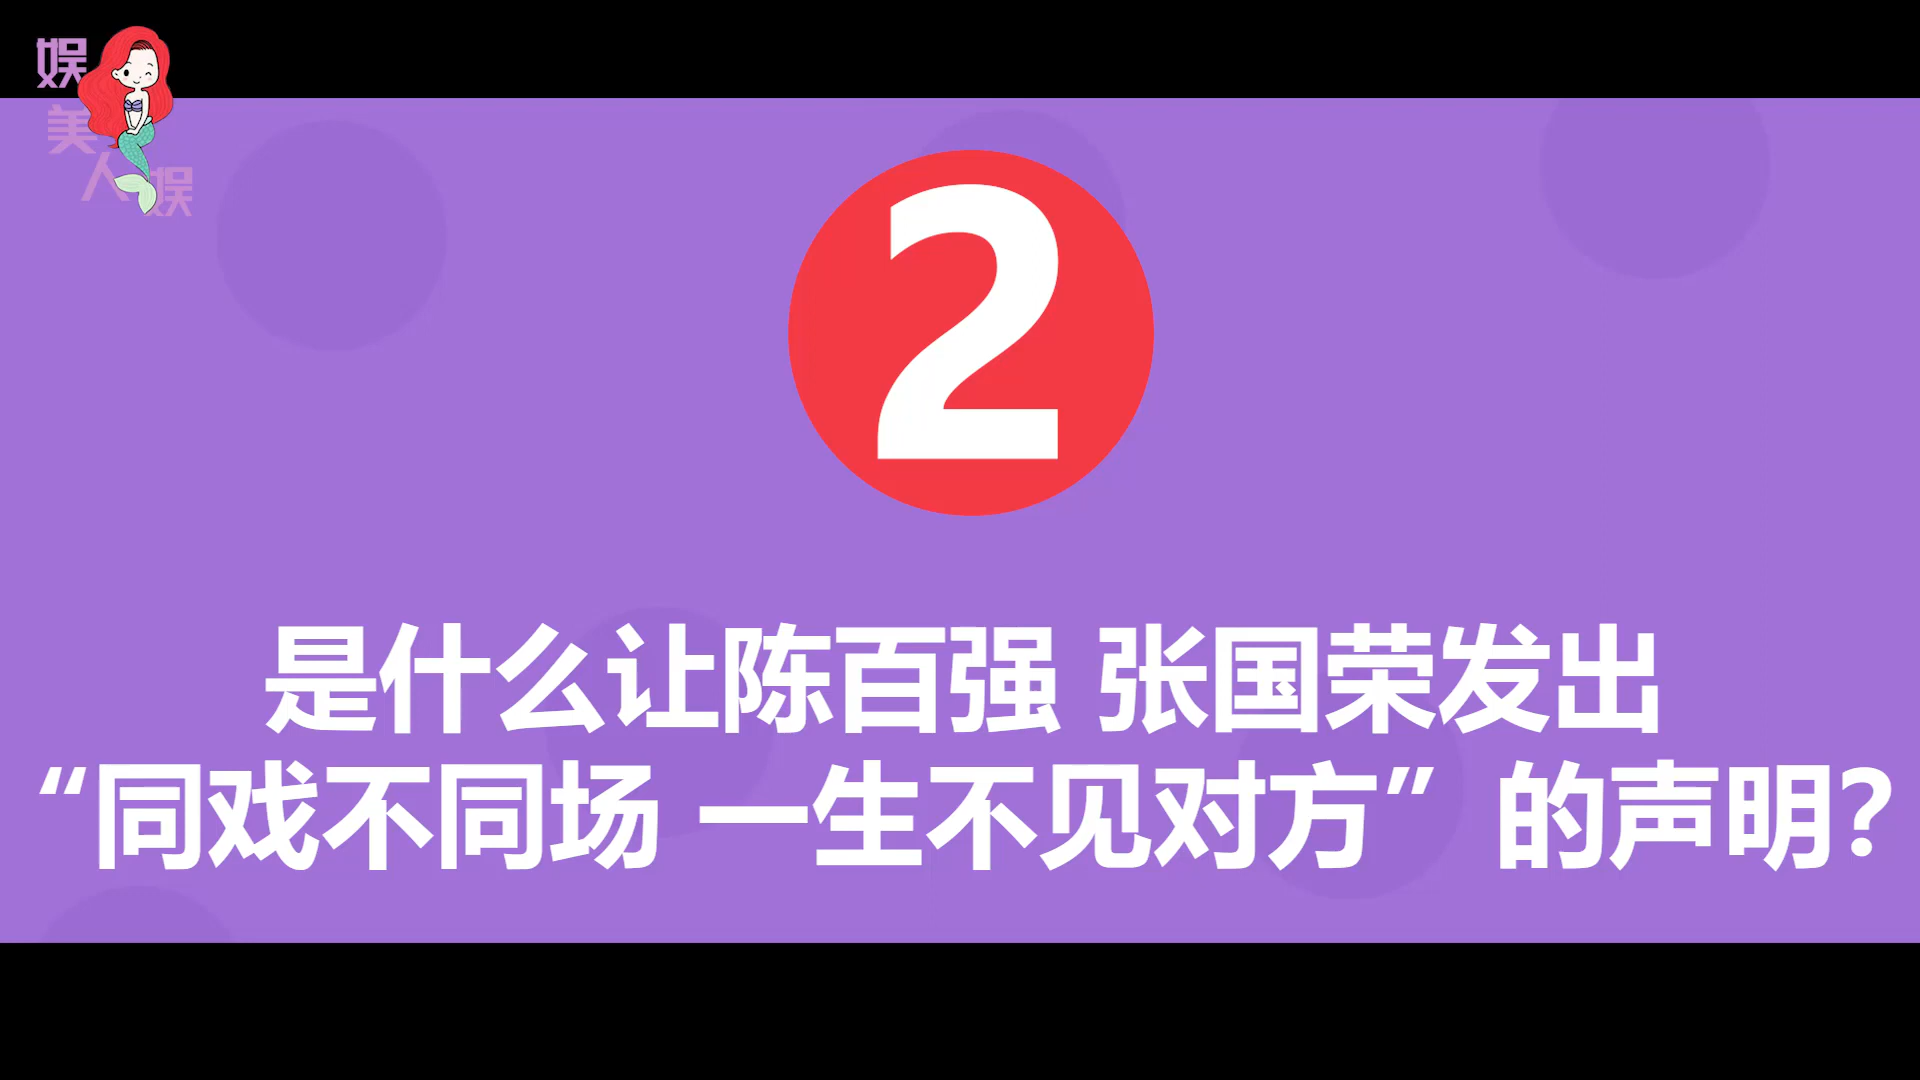 娱
美
人娱
2
是什么让陈百强 张国荣发出
“同戏不同场 一生不见对方”的声明？